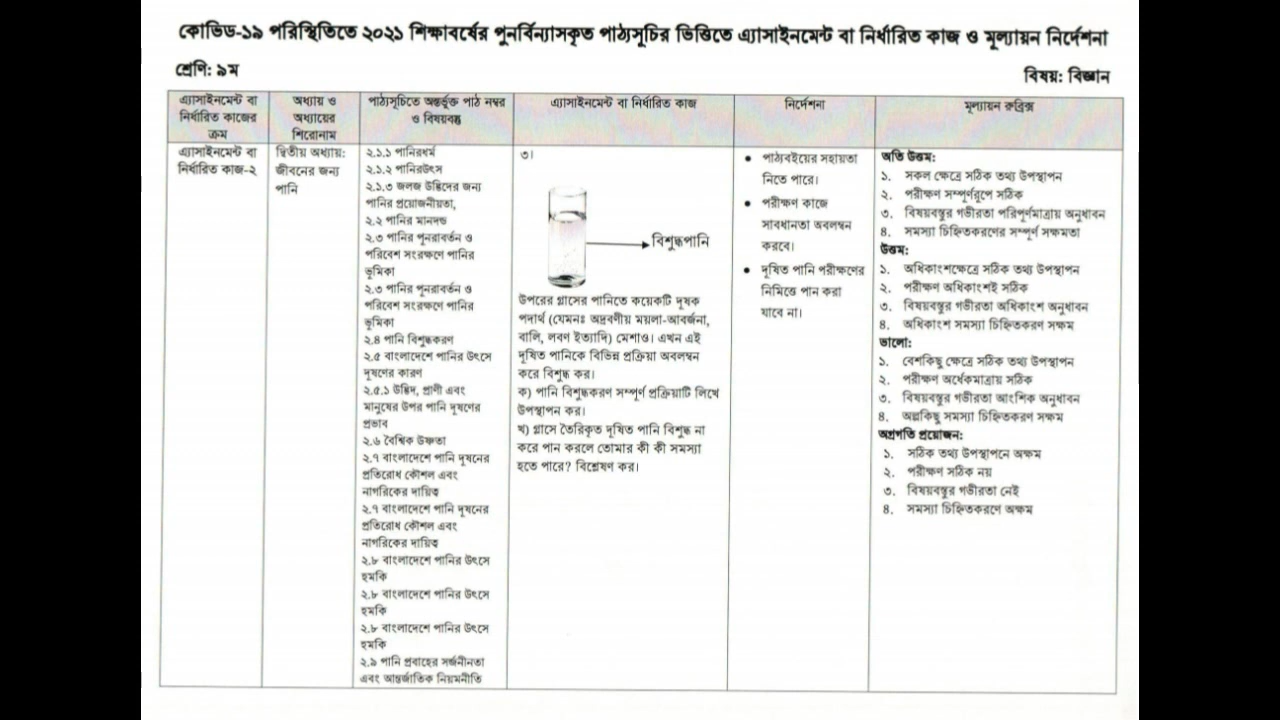 কোভিড-১৯ পরিস্থিতিতে ২০২১ শিক্ষাবর্ষের পুনর্বিন্যাসকৃত পাঠ্যসূচির ভিত্তিতে এ্যাসাইনমেন্ট বা নির্ধারিত কাজ ও মূল্যায়ন নির্দেশনা
শ্রেণি: ৯ম
বিষয়: বিজ্ঞান
এ্যাসাইনমেন্ট বা
নির্ধারিত কাজের
ক্রম
অধ্যায় ও
অধ্যায়ের
শিরোনাম
পাঠ্যসূচিতে অন্তর্ভুক্ত পাঠ নম্বর
ও বিষয়বস্তু
এ্যাসাইনমেন্ট বা নির্ধারিত কাজ
নির্দেশনা
মূল্যায়ন রুব্রিক্স
এ্যাসাইনমেন্ট বা
নির্ধারিত কাজ-২
দ্বিতীয় অধ্যায়:
জীবনের জন্য
পানি
২.১.১ পানিরধর্ম
২.১.২ পানিরউৎস
২.১.৩ জলজ উদ্ভিদের জন্য
পানির প্রয়োজনীয়তা,
২.২ পানির মানদন্ড
২.৩ পানির পুনরাবর্তন ও
পরিবেশ সংরক্ষণে পানির
ভূমিকা
২.৩ পানির পুনরাবর্তন ও
পরিবেশ সংরক্ষণে পানির
ভূমিকা
২.৪ পানি বিশুদ্ধকরণ
২.৫ বাংলাদেশে পানির উৎসে
দূষণের কারণ
২.৫.১ উদ্ভিদ, প্রাণী এবং
মানুষের উপর পানি দূষণের
প্রভাব
২.৬ বৈশ্বিক উষ্ণতা
২.৭ বাংলাদেশে পানি দূষনের
প্রতিরোধ কৌশল এবং
নাগরিকের দায়িত্ব
২.৭ বাংলাদেশে পানি দূষনের
প্রতিরোধ কৌশল এবং
নাগরিকের দায়িত্ব
২.৮ বাংলাদেশে পানির উৎসে
হুমকি
২.৮ বাংলাদেশে পানির উৎসে
হুমকি
২.৮ বাংলাদেশে পানির উৎসে
হুমকি
২.৯ পানি প্রবাহের সর্জনীনতা
এবং আন্তর্জাতিক নিয়মনীতি
৩।
বিশুদ্ধপানি
উপরের গ্লাসের পানিতে কয়েকটি দূষক
পদার্থ (যেমনঃ অদ্রবণীয় ময়লা-আবর্জনা,
বালি, লবণ ইত্যাদি) মেশাও। এখন এই
দূষিত পানিকে বিভিন্ন প্রক্রিয়া অবলম্বন
করে বিশুদ্ধ কর।
ক) পানি বিশুদ্ধকরণ সম্পূর্ণ প্রক্রিয়াটি লিখে
উপস্থাপন কর।
খ) গ্লাসে তৈরিকৃত দূষিত পানি বিশুদ্ধ না
করে পান করলে তোমার কী কী সমস্যা
হতে পারে? বিশ্লেষণ কর।
• পাঠ্যবইয়ের সহায়তা
নিতে পারে।
• পরীক্ষণ কাজে
সাবধানতা অবলম্বন
করবে।
• দূষিত পানি পরীক্ষণের
নিমিত্তে পান করা
যাবে না।
অতি উত্তম:
১. সকল ক্ষেত্রে সঠিক তথ্য উপস্থাপন
২. পরীক্ষণ সম্পূর্ণরূপে সঠিক
৩. বিষয়বস্তুর গভীরতা পরিপূর্ণমাত্রায় অনুধাবন
৪. সমস্যা চিহ্নিতকরণের সম্পূর্ণ সক্ষমতা
উত্তম:
১. অধিকাংশক্ষেত্রে সঠিক তথ্য উপস্থাপন
২. পরীক্ষণ অধিকাংশই সঠিক
৩. বিষয়বস্তুর গভীরতা অধিকাংশ অনুধাবন
৪. অধিকাংশ সমস্যা চিহ্নিতকরণ সক্ষম
ভালো:
১. বেশকিছু ক্ষেত্রে সঠিক তথ্য উপস্থাপন
২. পরীক্ষণ অর্ধেকমাত্রায় সঠিক
৩. বিষয়বস্তুর গভীরতা আংশিক অনুধাবন
৪. অল্পকিছু সমস্যা চিহ্নিতকরণ সক্ষম
অগ্রগতি প্রয়োজন:
১. সঠিক তথ্য উপস্থাপনে অক্ষম
২. পরীক্ষণ সঠিক নয়
৩. বিষয়বস্তুর গভীরতা নেই
৪. সমস্যা চিহ্নিতকরণে অক্ষম